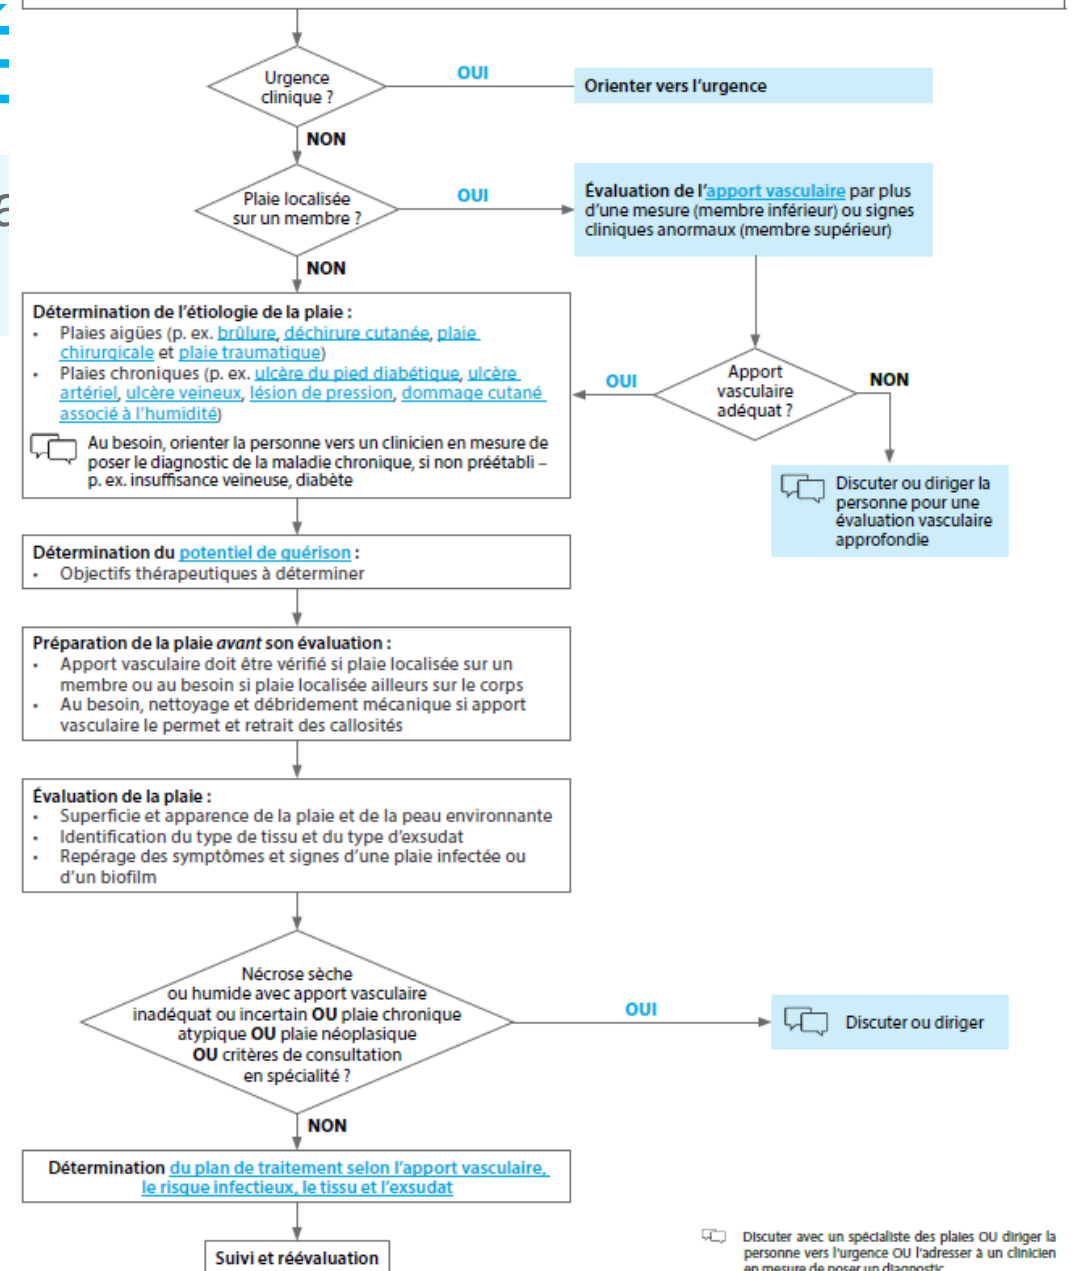 Urgence
clinique ?
OUI
Orienter vers l'urgence
NON
Plaie localisée
sur un membre ?
OUI
Évaluation de l'apport vasculaire par plus
d'une mesure (membre inférieur) ou signes
cliniques anormaux (membre supérieur)
NON
Détermination de l'étiologie de la plaie :
• Plaies aigües (p. ex. brûlure, déchirure cutanée, plaie
chirurgicale et plaie traumatique)
• Plaies chroniques (p. ex. ulcère du pied diabétique, ulcère
artériel, ulcère veineux, lésion de pression, dommage cutané
associé à l'humidité)
Au besoin, orienter la personne vers un clinicien en mesure de
poser le diagnostic de la maladie chronique, si non préétabli –
p. ex. insuffisance veineuse, diabète
OUI
Apport
vasculaire
adéquat ?
NON
Discuter ou diriger la
personne pour une
évaluation vasculaire
approfondie
Détermination du potentiel de guérison :
• Objectifs thérapeutiques à déterminer
Préparation de la plaie avant son évaluation :
• Apport vasculaire doit être vérifié si plaie localisée sur un
membre ou au besoin si plaie localisée ailleurs sur le corps
• Au besoin, nettoyage et débridement mécanique si apport
vasculaire le permet et retrait des callosités
Évaluation de la plaie :
• Superficie et apparence de la plaie et de la peau environnante
• Identification du type de tissu et du type d'exsudat
• Repérage des symptômes et signes d'une plaie infectée ou
d'un biofilm
Nécrose sèche
ou humide avec apport vasculaire
inadéquat ou incertain OU plaie chronique
atypique OU plaie néoplasique
OU critères de consultation
en spécialité ?
OUI
Discuter ou diriger
NON
Détermination du plan de traitement selon l'apport vasculaire,
le risque infectieux, le tissu et l'exsudat
Suivi et réévaluation
Discuter avec un spécialiste des plaies OU diriger la
personne vers l'urgence OU l'adresser à un clinicien
en mesure de poser un diagnostic